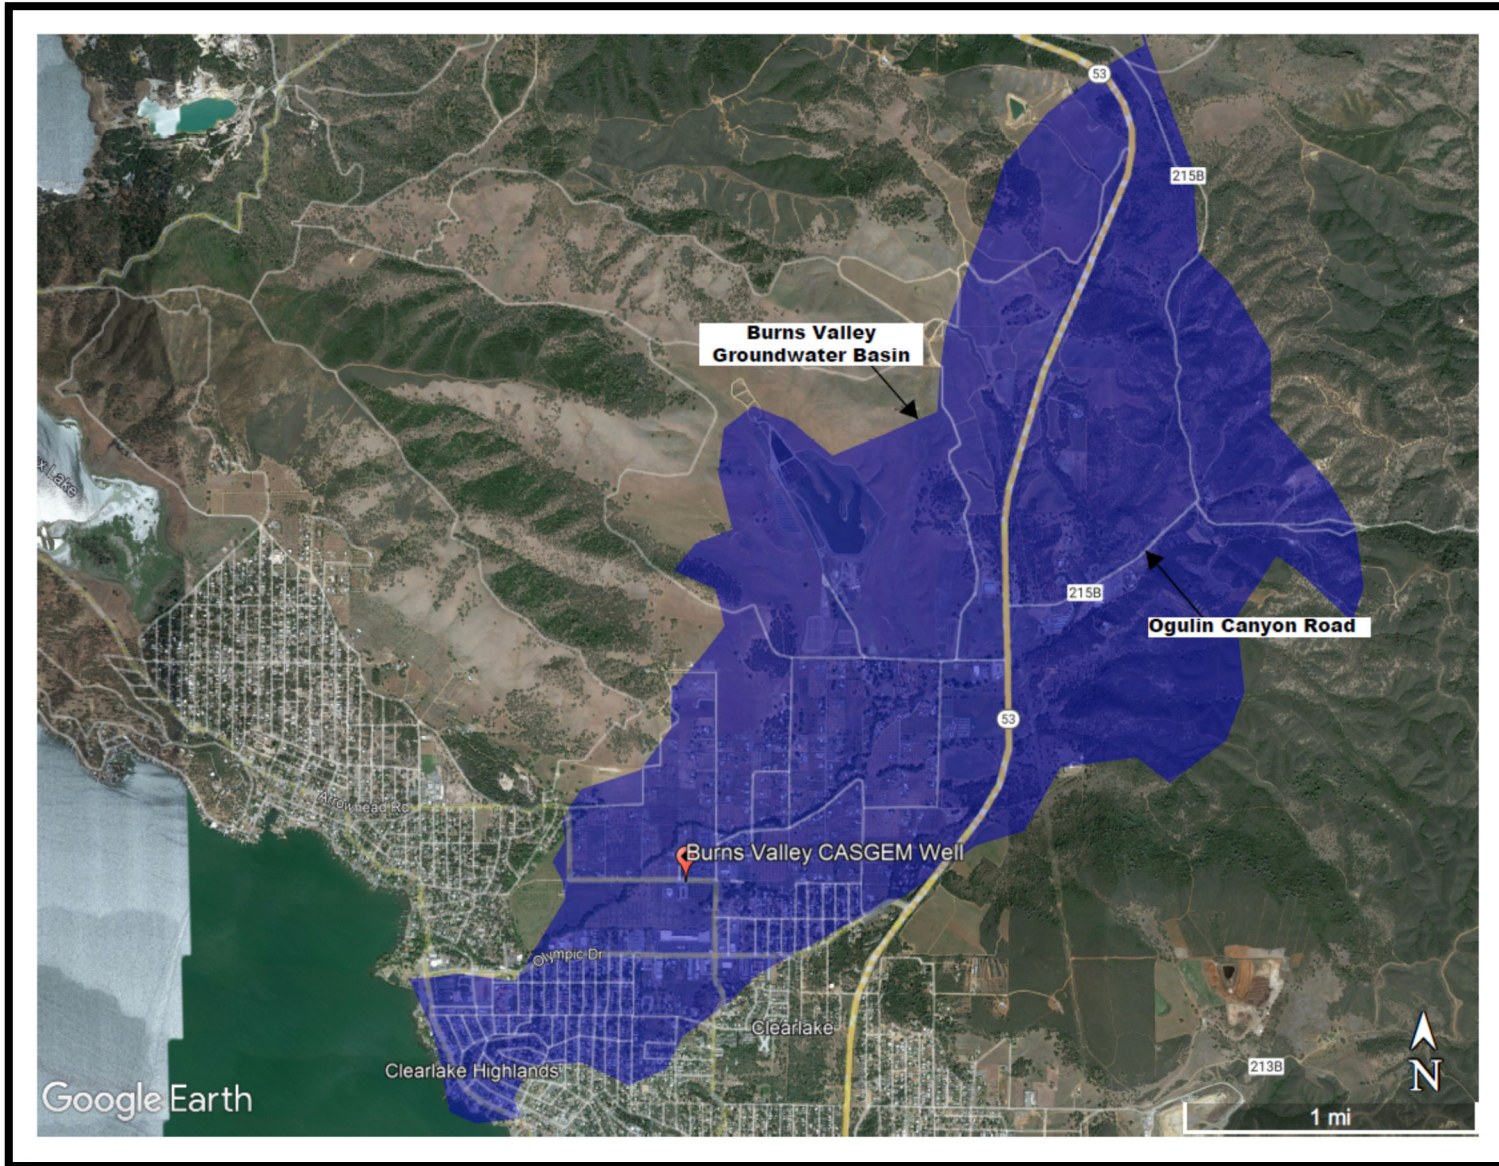 53
215B
Burns Valley
Groundwater Basin
x Lake
215B
Ogulin Canyon Road
53
Arrowhead Rd
Burns Valley CASGEM Well
Olympic Dr
Clearlake
Clearlake Highlands
213B
N
Google Earth
1 mi